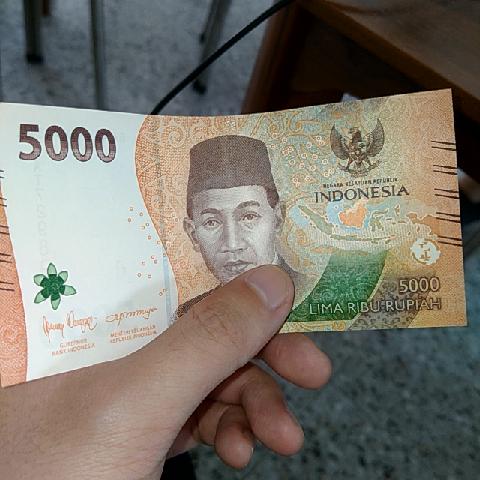 5000
NEGARA KESATUAN REPUBLIK
INDONESIA
5000
LIMA RIBU RUPIAH
GUBERNUR
BANK INDONESIA
MENTERI KEUANGAN
REPUBLIK INDONESIA